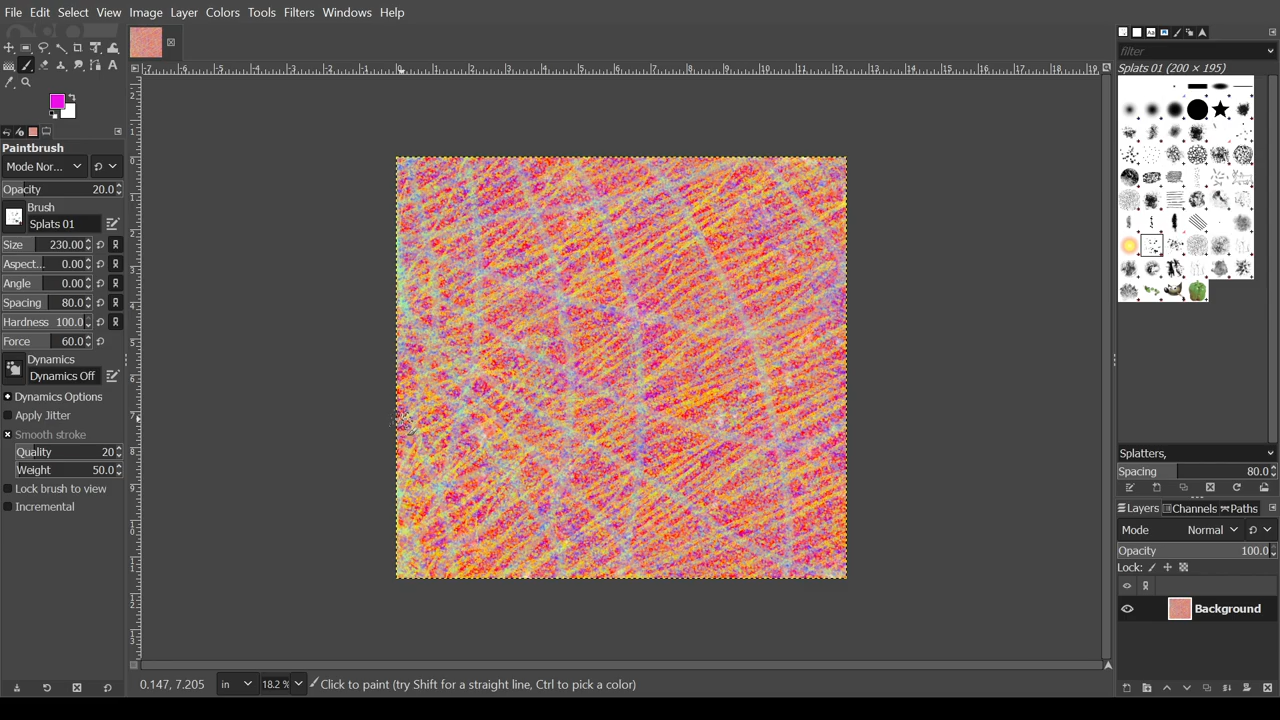 File Edit Select View Image Layer Colors Tools Filters Windows Help
Paintbrush
Mode Nor...
Opacity 20.0
Brush
Splats 01
Size 230.00
Aspect... 0.00
Angle 0.00
Spacing 80.0
Hardness 100.0
Force 60.0
Dynamics
Dynamics Off
Dynamics Options
Apply Jitter
Smooth stroke
Quality 20
Weight 50.0
Lock brush to view
Incremental
0.147, 7.205 in 18.2 % Click to paint (try Shift for a straight line, Ctrl to pick a color)
filter
Splats 01 (200 × 195)
Splatters,
Spacing 80.0
Layers Channels Paths
Mode Normal
Opacity 100.0
Lock:
Background